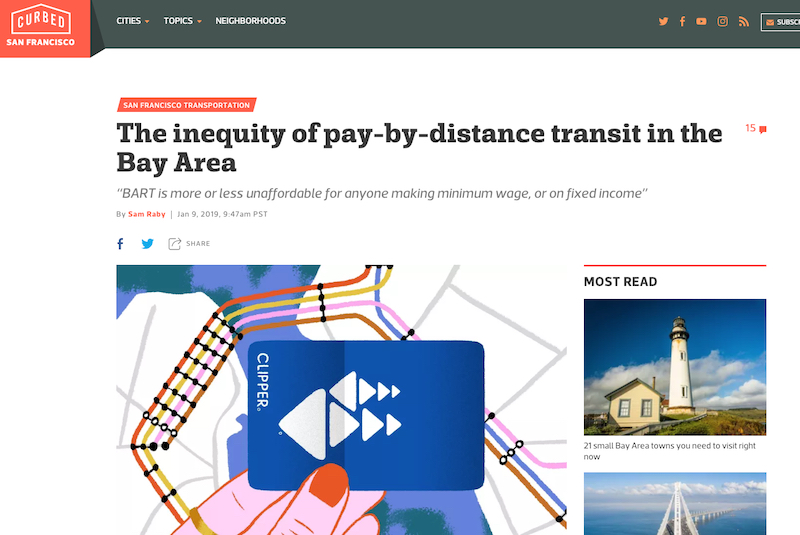 CURBED
SAN FRANCISCO
CITIES TOPICS NEIGHBORHOODS
SAN FRANCISCO TRANSPORTATION
The inequity of pay-by-distance transit in the
Bay Area
15
“BART is more or less unaffordable for anyone making minimum wage, or on fixed income”
By Sam Raby | Jan 9, 2019, 9:47am PST
SHARE
CLIPPER
MOST READ
21 small Bay Area towns you need to visit right
now